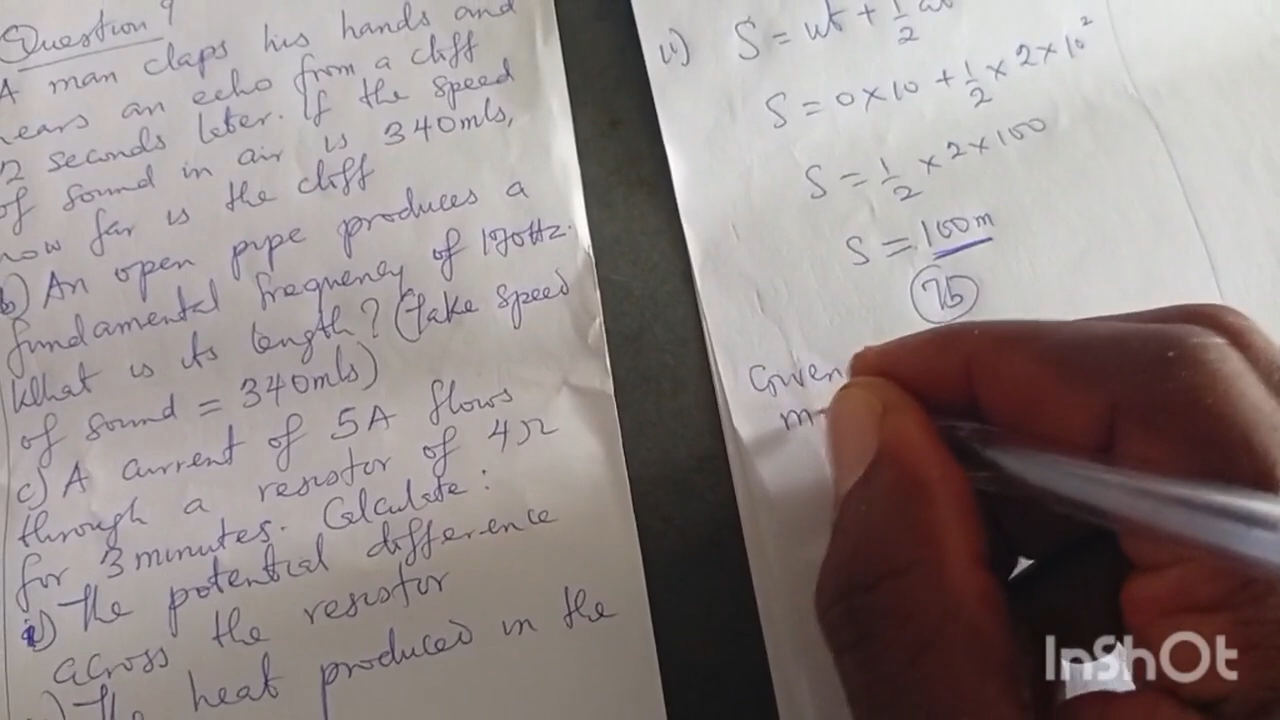 Question 9
A man claps his hands and
hears an echo from a cliff
2 seconds later. If the speed
of sound in air is 340m/s,
how far is the cliff
b) An open pipe produces a
fundamental frequency of 170Hz.
What is its length? (take speed
of sound = 340m/s)
c) A current of 5A flows
through a resistor of 4Ω
for 3 minutes. Calculate:
i) The potential difference
across the resistor
) The heat produced in the
ii) S = ut + 1/2 at
S = 0 × 10 + 1/2 × 2 × 10²
S = 1/2 × 2 × 100
S = 100m
7b
Given
m
InShOt